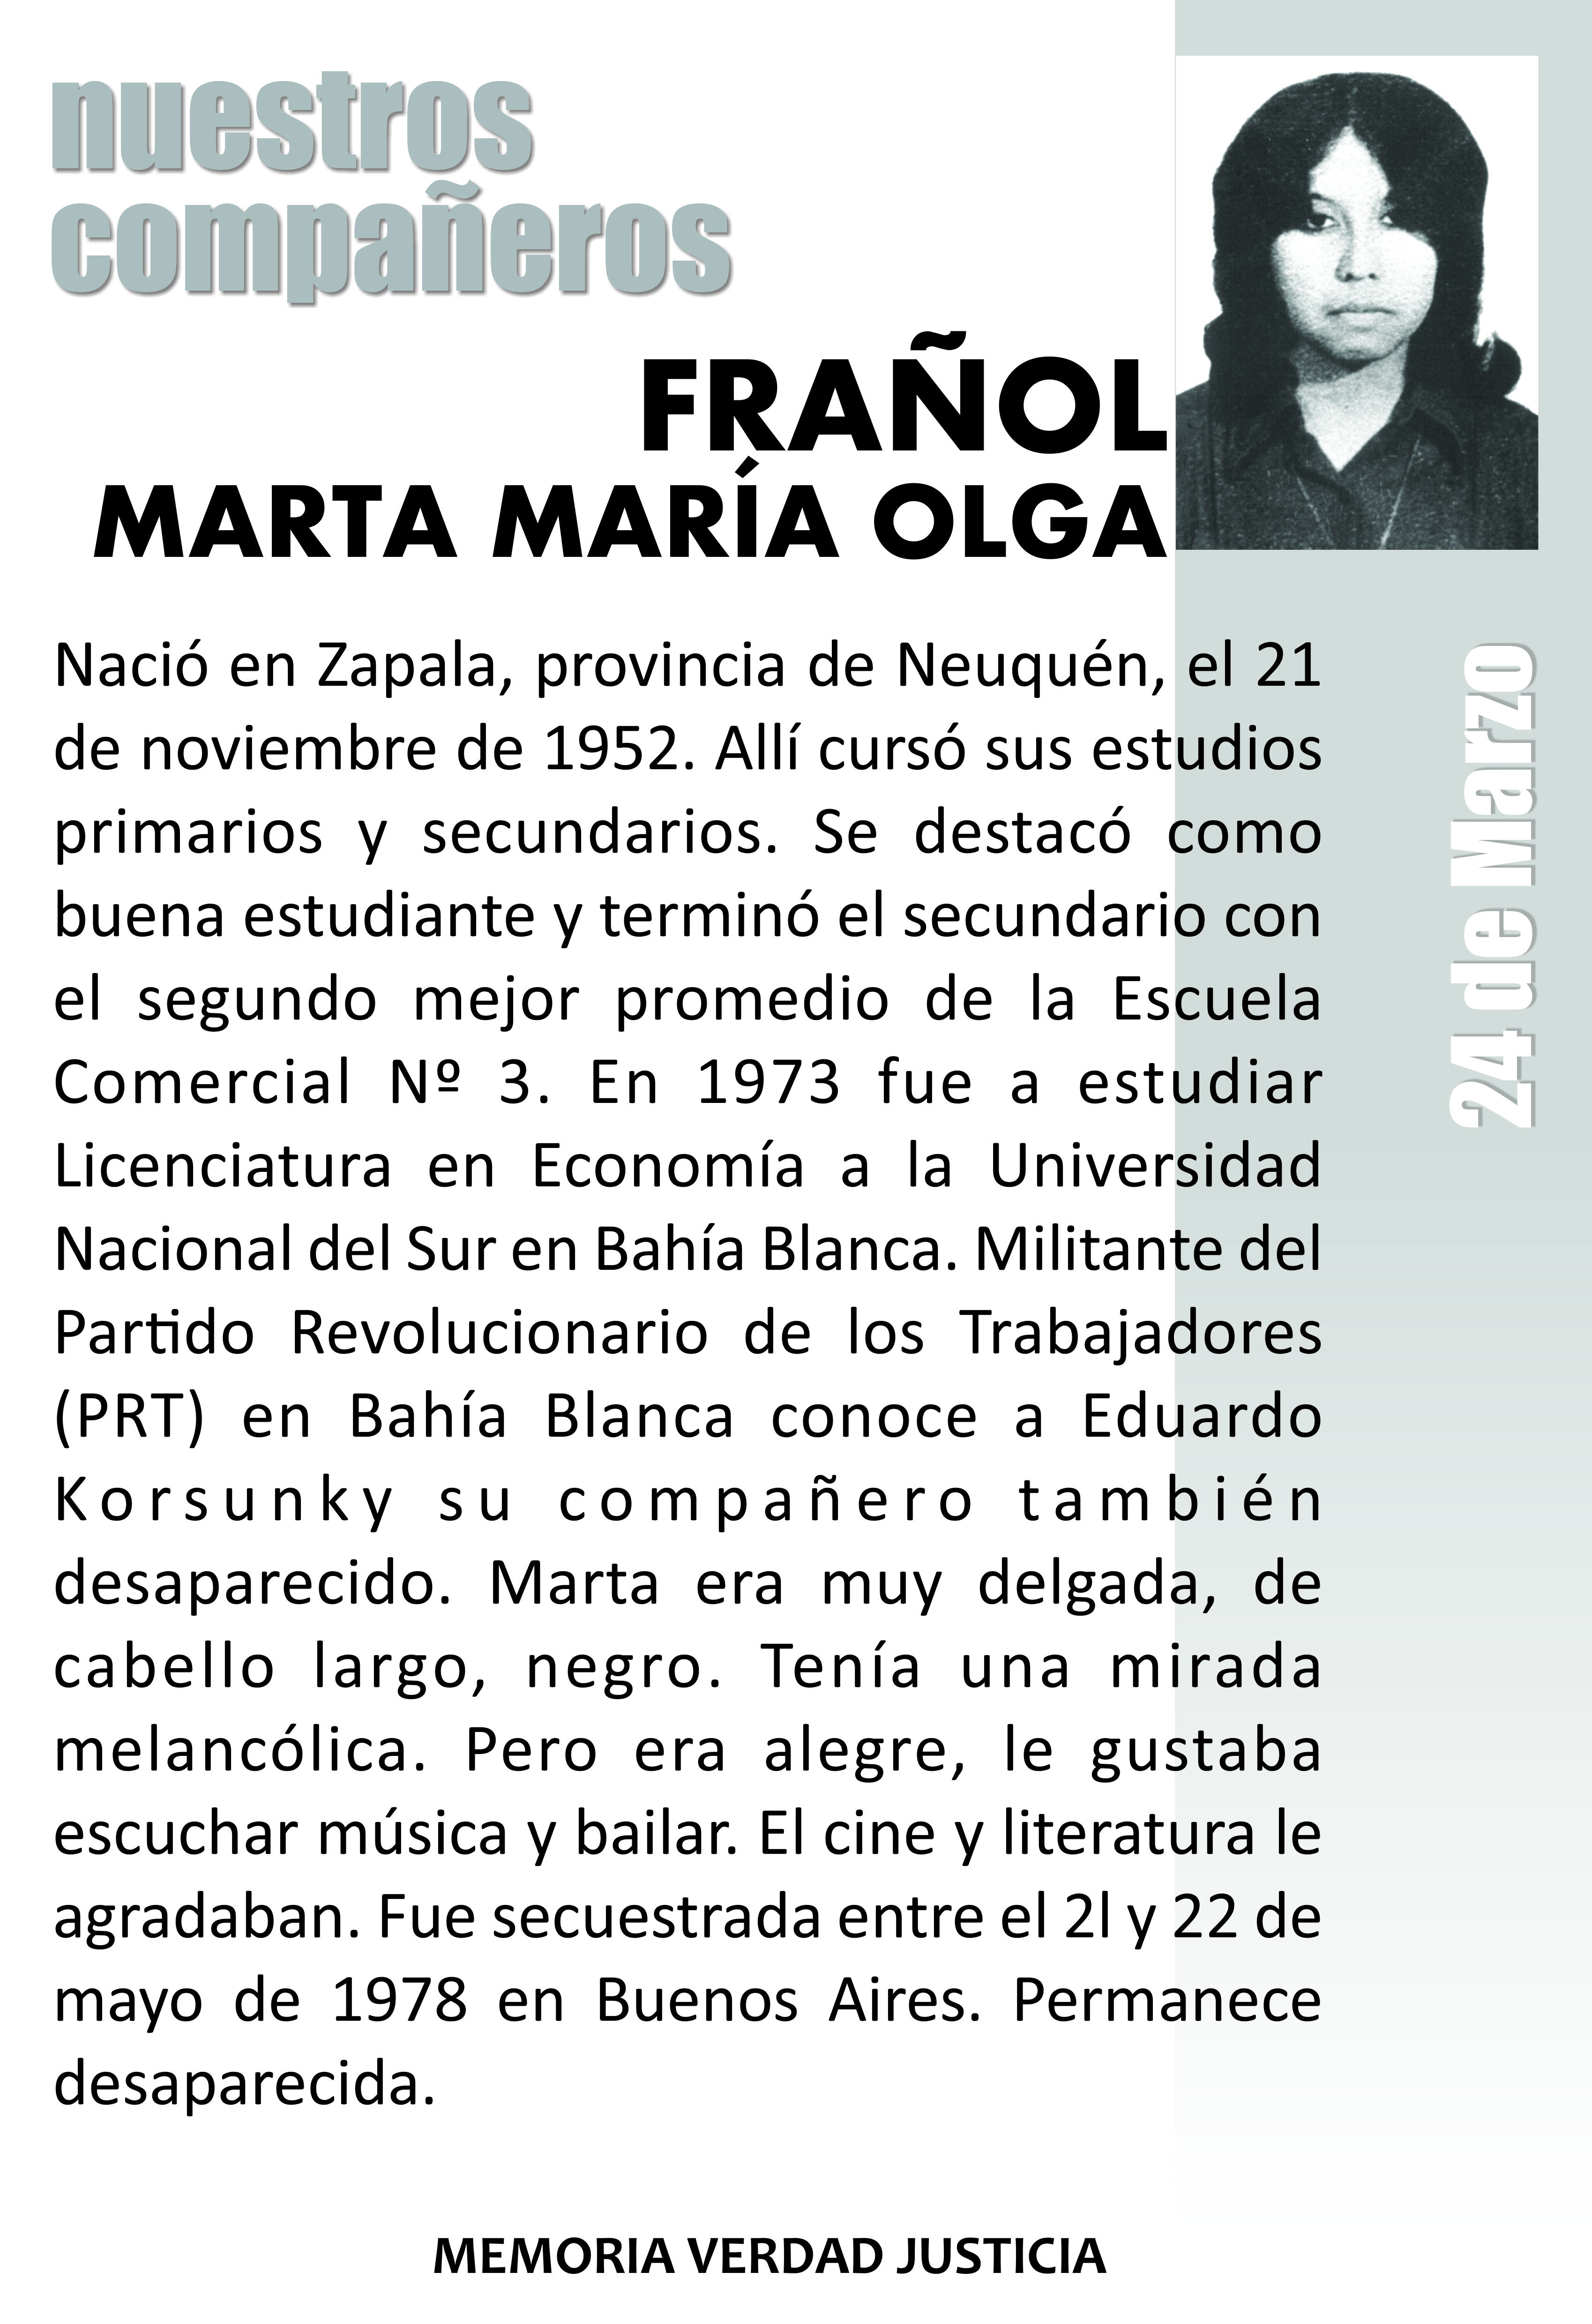 nuestros
compañeros
FRAÑOL
MARTA MARÍA OLGA
Nació en Zapala, provincia de Neuquén, el 21
de noviembre de 1952. Allí cursó sus estudios
primarios y secundarios. Se destacó como
buena estudiante y terminó el secundario con
el segundo mejor promedio de la Escuela
Comercial Nº 3. En 1973 fue a estudiar
Licenciatura en Economía a la Universidad
Nacional del Sur en Bahía Blanca. Militante del
Partido Revolucionario de los Trabajadores
(PRT) en Bahía Blanca conoce a Eduardo
Korsunky su compañero también
desaparecido. Marta era muy delgada, de
cabello largo, negro. Tenía una mirada
melancólica. Pero era alegre, le gustaba
escuchar música y bailar. El cine y literatura le
agradaban. Fue secuestrada entre el 2l y 22 de
mayo de 1978 en Buenos Aires. Permanece
desaparecida.
24 de Marzo
MEMORIA VERDAD JUSTICIA